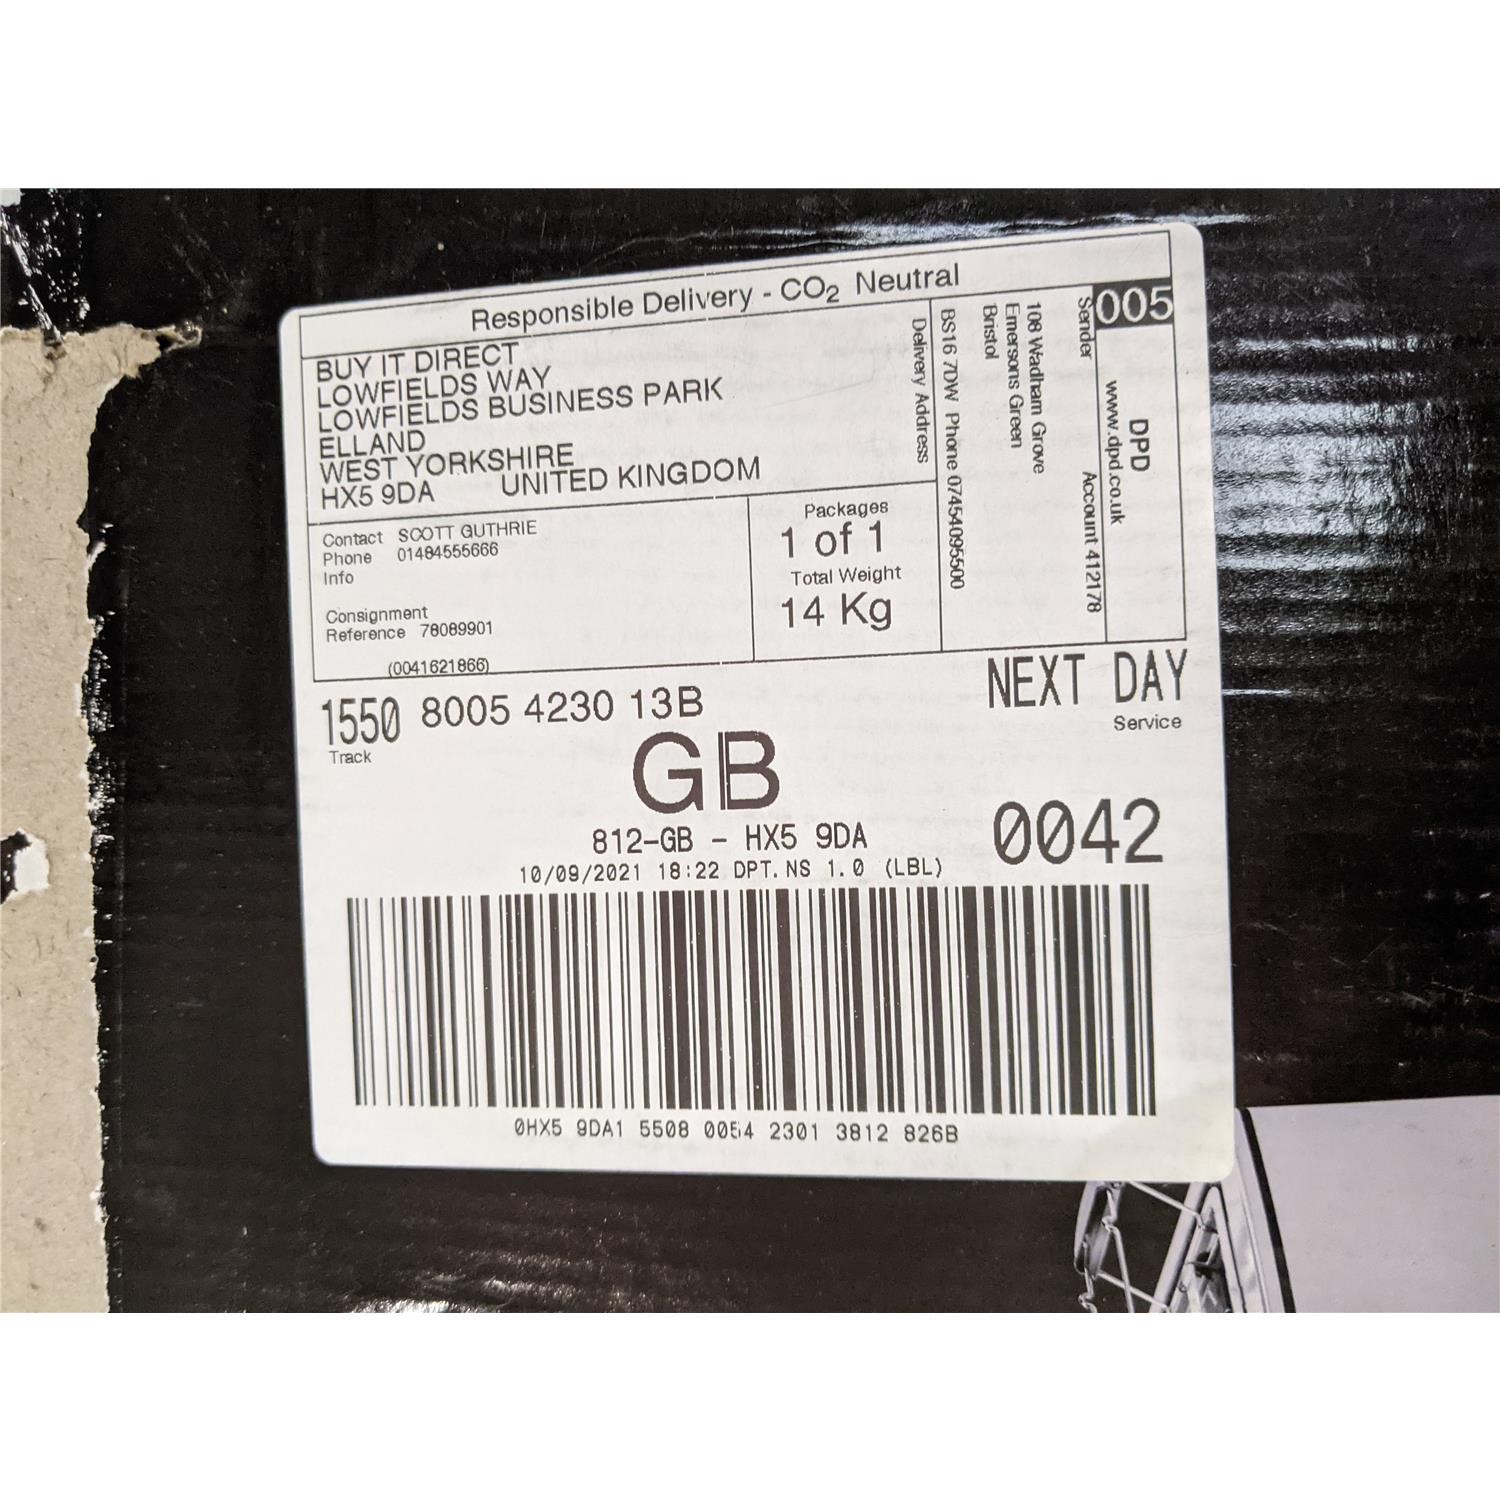 Responsible Delivery - CO2 Neutral
BUY IT DIRECT
LOWFIELDS WAY
LOWFIELDS BUSINESS PARK
ELLAND
WEST YORKSHIRE
HX5 9DA UNITED KINGDOM
Delivery Address
Contact SCOTT GUTHRIE
Phone 01484555666
Info
Consignment
Reference 78089901
(0041621866)
Packages
1 of 1
Total Weight
14 Kg
005
DPD
www.dpd.co.uk
Sender Account 412178
106 Wadham Grove
Emersons Green
Bristol
BS16 7DW Phone 07454095500
1550 8005 4230 13B
Track
NEXT DAY
Service
GB
812-GB - HX5 9DA
0042
10/09/2021 18:22 DPT.NS 1.0 (LBL)
0HX5 9DA1 5508 0054 2301 3812 826B